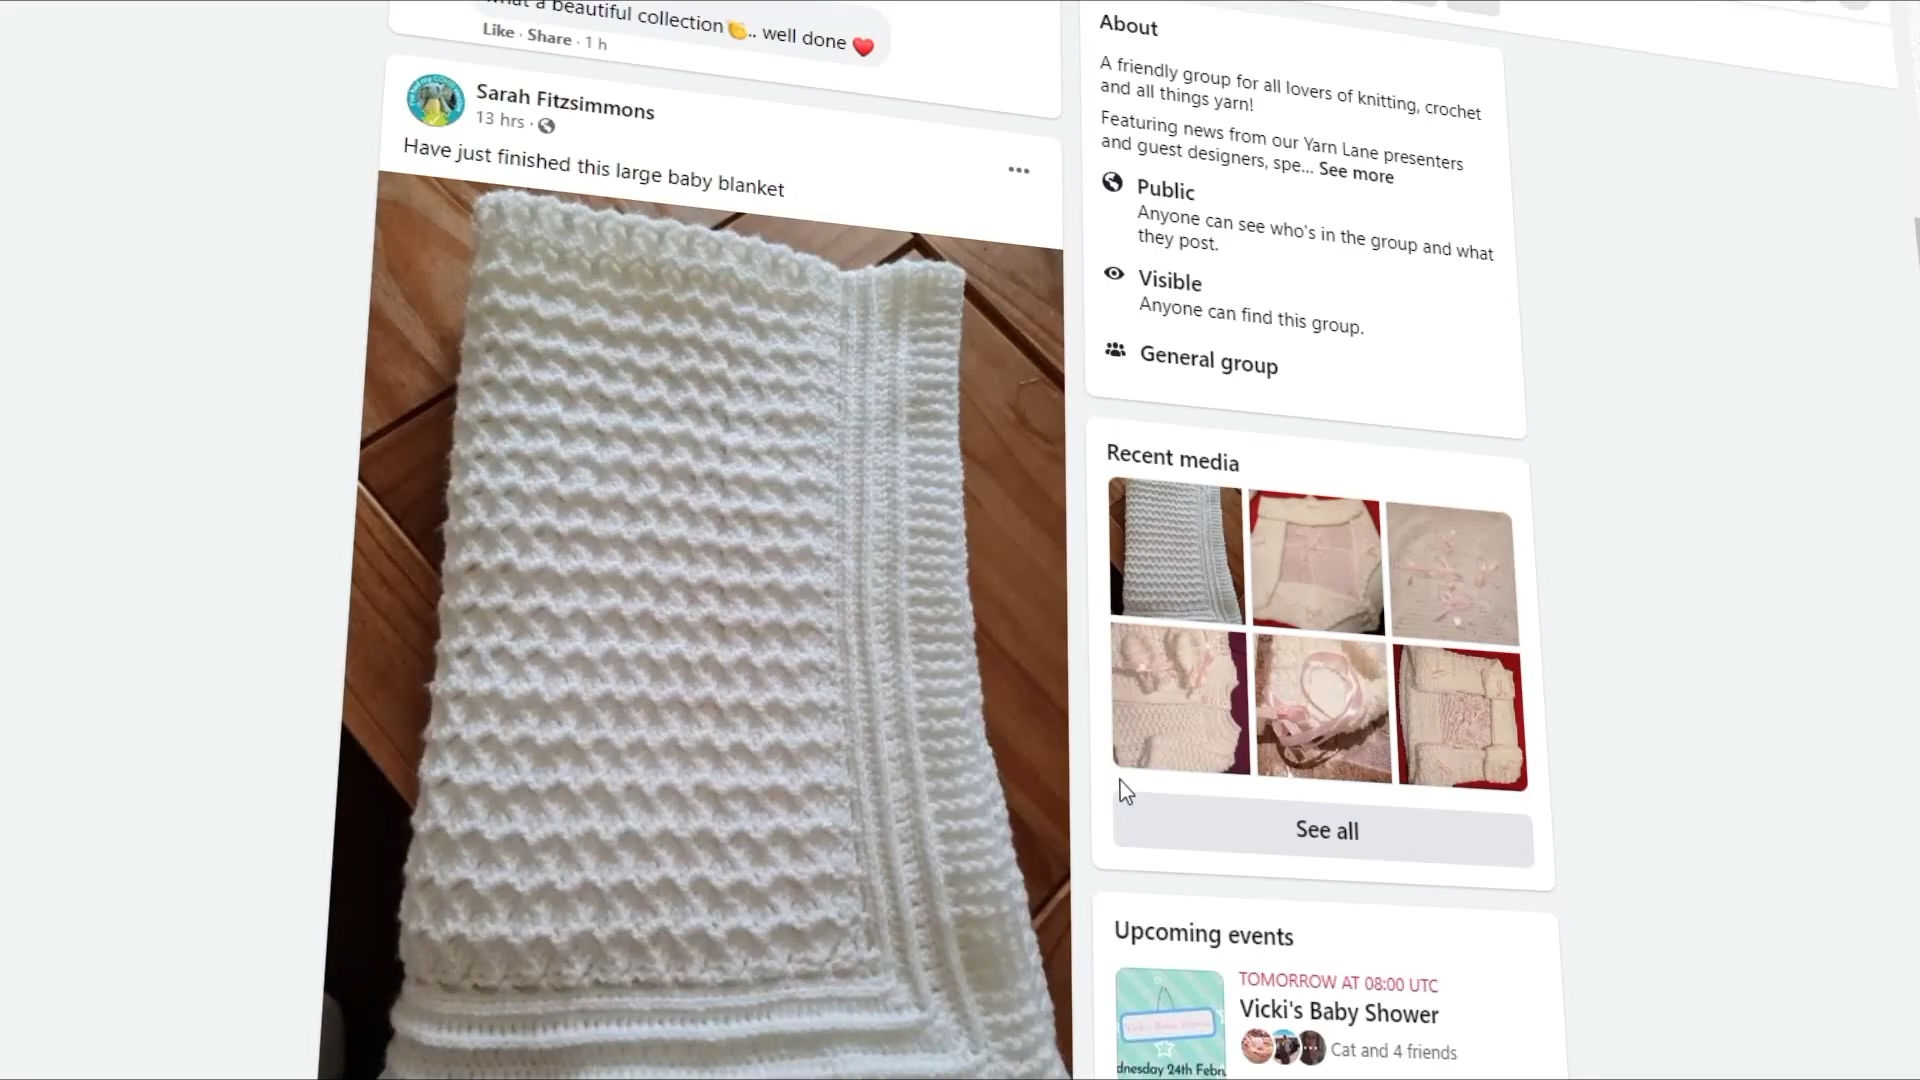 a beautiful collection👏.. well done ❤️
Like · Share · 1 h
Sarah Fitzsimmons
13 hrs ·
Have just finished this large baby blanket
About
A friendly group for all lovers of knitting, crochet
and all things yarn!
Featuring news from our Yarn Lane presenters
and guest designers, spe... See more
Public
Anyone can see who's in the group and what
they post.
Visible
Anyone can find this group.
General group
Recent media
See all
Upcoming events
TOMORROW AT 08:00 UTC
Vicki's Baby Shower
Cat and 4 friends
dnesday 24th Febru